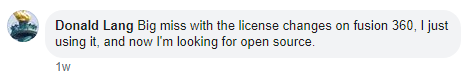 Donald Lang Big miss with the license changes on fusion 360, I just
using it, and now I'm looking for open source.
1w